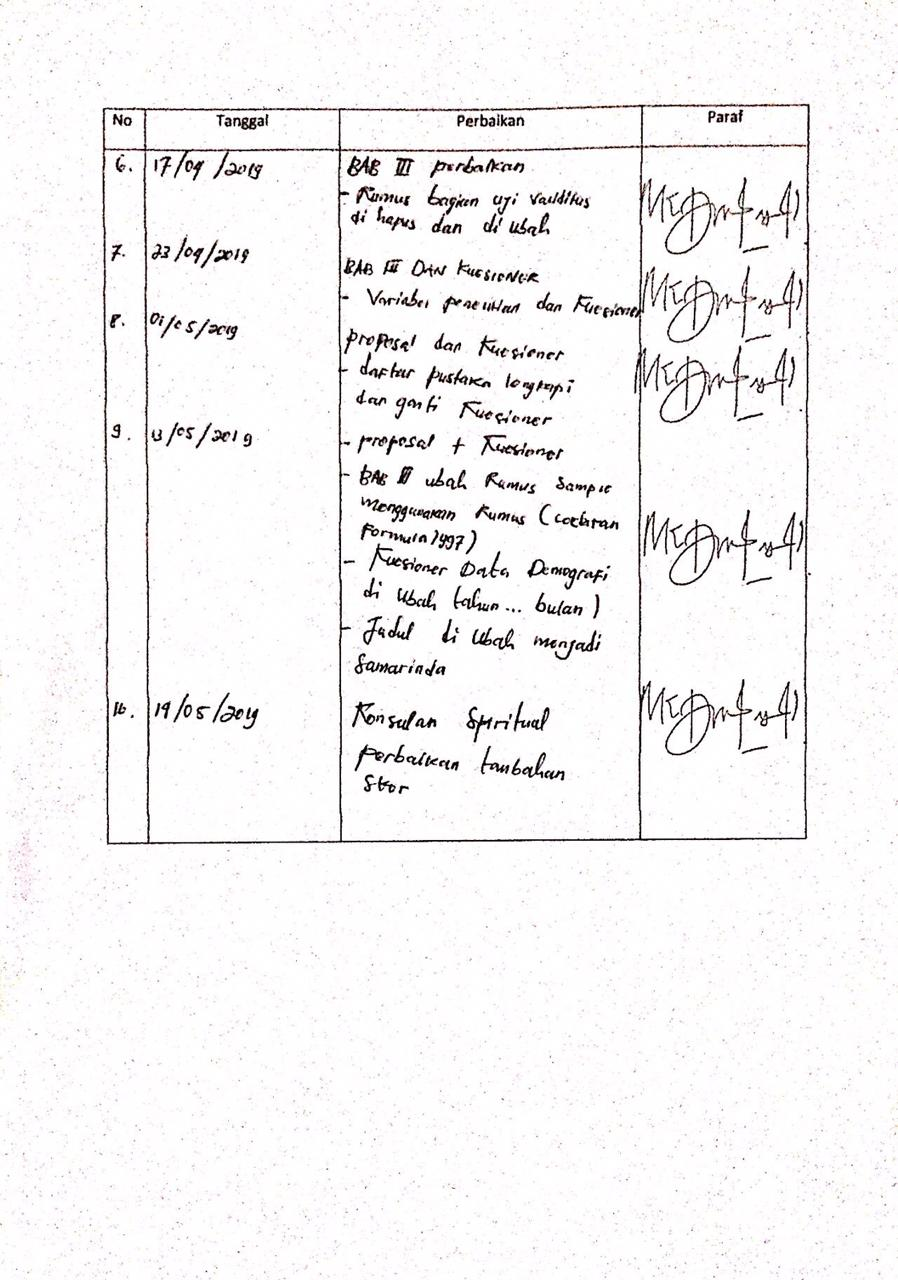 No Tanggal Perbaikan Paraf
6. 17/04/2019 BAB III perbaikan
- Rumus bagian uji validitas
di hapus dan di ubah
7. 23/04/2019
BAB III DAN KUESIONER
- Variabel penelitian dan Kuesioner
8. 01/05/2019
proposal dan Kuesioner
- daftar pustaka lengkapi
dan ganti Kuesioner
9. 13/05/2019 - proposal + Kuesioner
- BAB III ubah Rumus Sample
menggunakan Rumus (cochran
Formula 1997)
- Kuesioner Data Demografi
di ubah tahun... bulan)
- Judul di ubah menjadi
Samarinda
10. 14/05/2019 Konsulan Spiritual
perbaikan tambahan
Skor